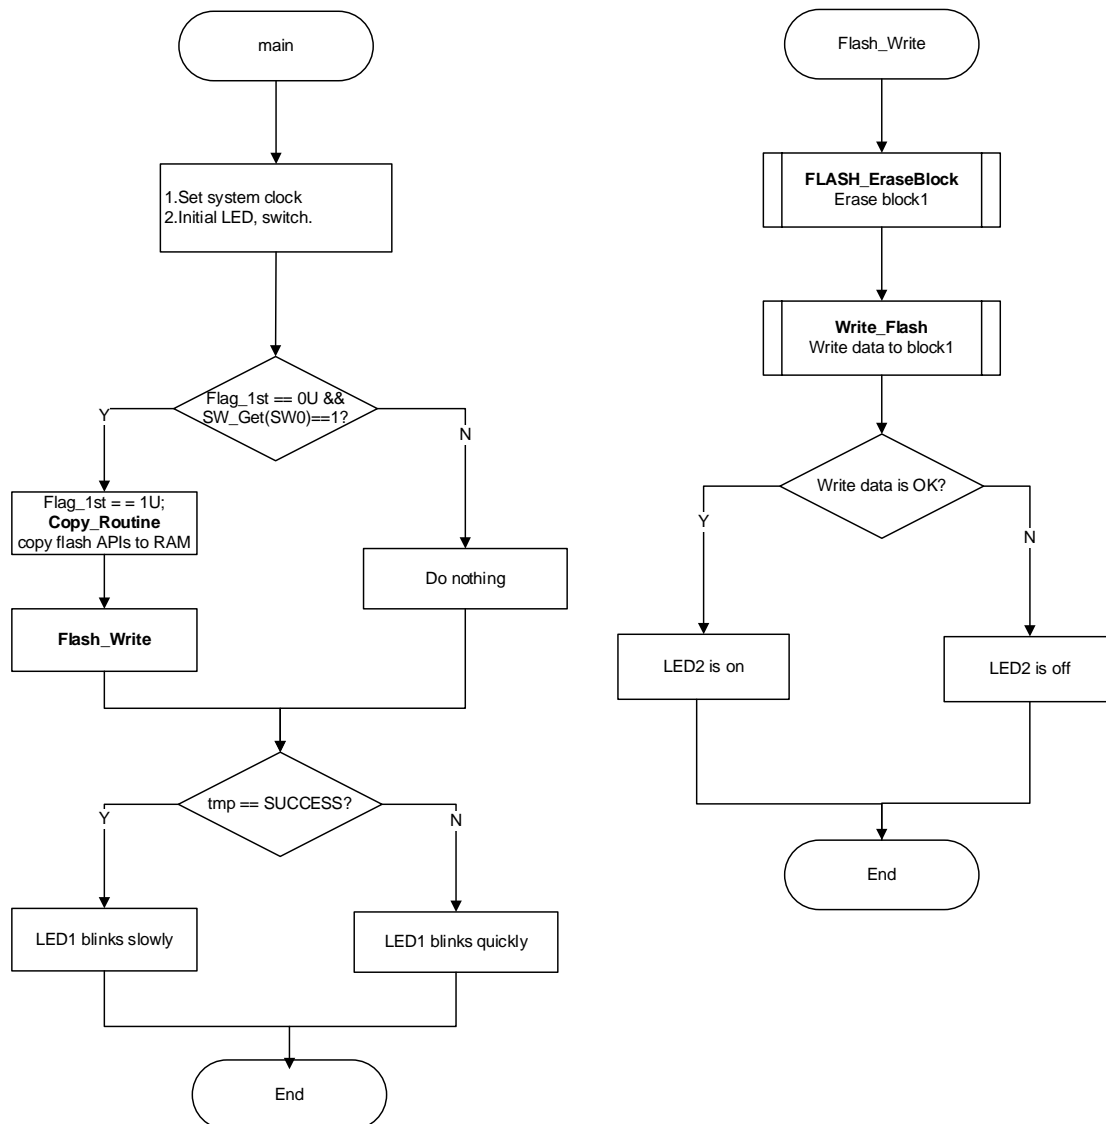 main
1.Set system clock
2.Initial LED, switch.
Flag_1st == 0U &&
SW_Get(SW0)==1?
Y
N
Flag_1st = = 1U;
Copy_Routine
copy flash APIs to RAM
Do nothing
Flash_Write
tmp == SUCCESS?
Y
N
LED1 blinks slowly
LED1 blinks quickly
End
Flash_Write
FLASH_EraseBlock
Erase block1
Write_Flash
Write data to block1
Write data is OK?
Y
N
LED2 is on
LED2 is off
End